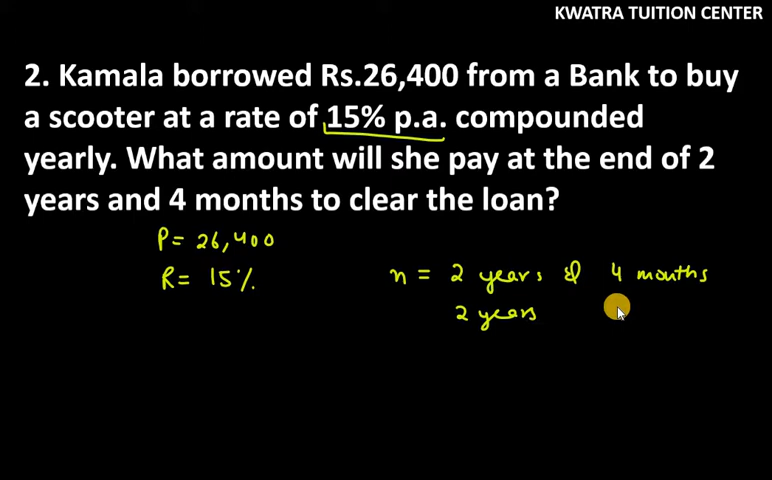 KWATRA TUITION CENTER
2. Kamala borrowed Rs.26,400 from a Bank to buy
a scooter at a rate of 15% p.a. compounded
yearly. What amount will she pay at the end of 2
years and 4 months to clear the loan?
P= 26,400
R= 15%
n = 2 years & 4 months
2 years